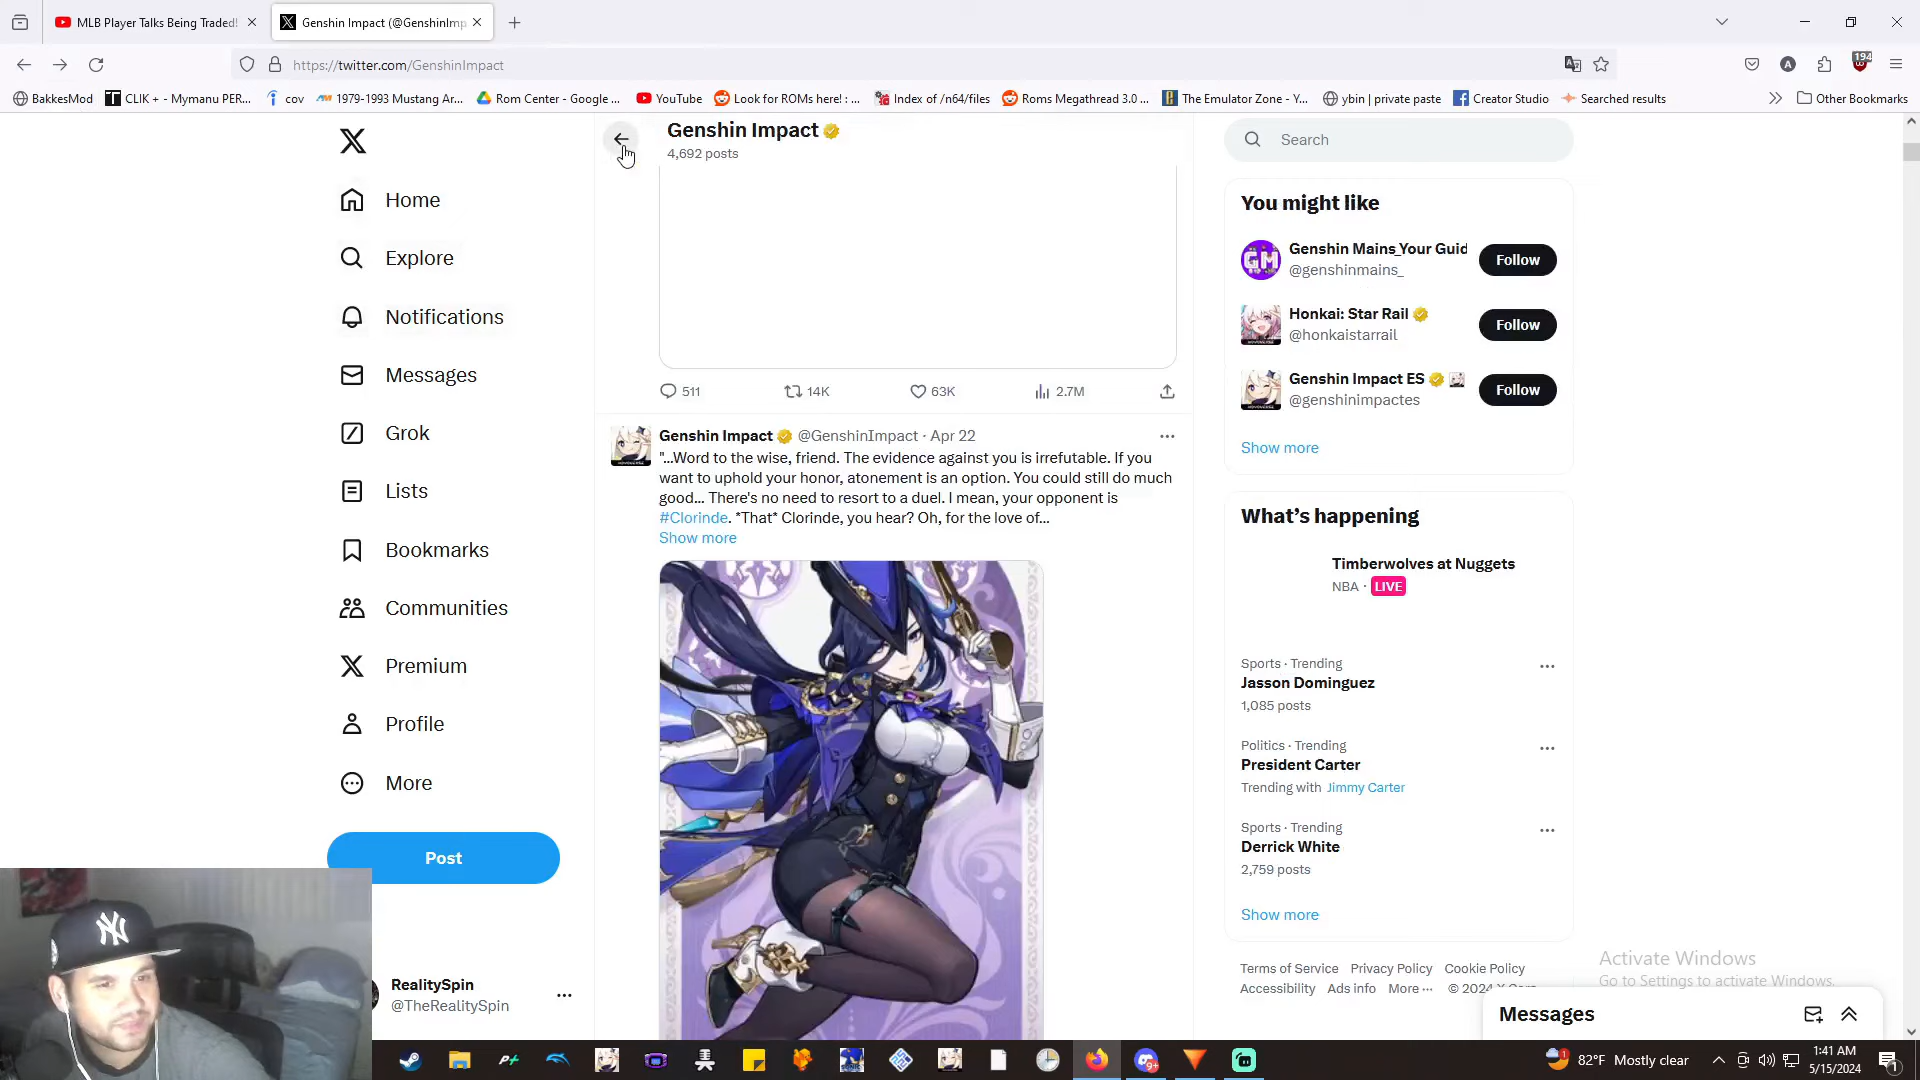 MLB Player Talks Being Traded!
Genshin Impact (@GenshinImp
https://twitter.com/GenshinImpact
194
BakkesMod
CLIK + - Mymanu PER...
cov
1979-1993 Mustang Ar...
Rom Center - Google ...
YouTube
Look for ROMs here! : ...
Index of /n64/files
Roms Megathread 3.0 ...
The Emulator Zone - Y...
ybin | private paste
Creator Studio
Searched results
Other Bookmarks
Genshin Impact
4,692 posts
Home
Explore
Notifications
Messages
Grok
Lists
Bookmarks
Communities
Premium
Profile
More
Post
RealitySpin
@TheRealitySpin
511
14K
63K
2.7M
Genshin Impact @GenshinImpact · Apr 22
"...Word to the wise, friend. The evidence against you is irrefutable. If you
want to uphold your honor, atonement is an option. You could still do much
good... There's no need to resort to a duel. I mean, your opponent is
#Clorinde. *That* Clorinde, you hear? Oh, for the love of...
Show more
Search
You might like
GM
Genshin Mains_Your Guid
@genshinmains_
Follow
Honkai: Star Rail
@honkaistarrail
Follow
Genshin Impact ES
@genshinimpactes
Follow
Show more
What's happening
Timberwolves at Nuggets
NBA · LIVE
Sports · Trending
Jasson Dominguez
1,085 posts
Politics · Trending
President Carter
Trending with Jimmy Carter
Sports · Trending
Derrick White
2,759 posts
Show more
Terms of Service Privacy Policy Cookie Policy
Accessibility Ads info More ··· © 2024 X Corp.
Activate Windows
Go to Settings to activate Windows.
Messages
NY
9+
82°F Mostly clear
1:41 AM
5/15/2024